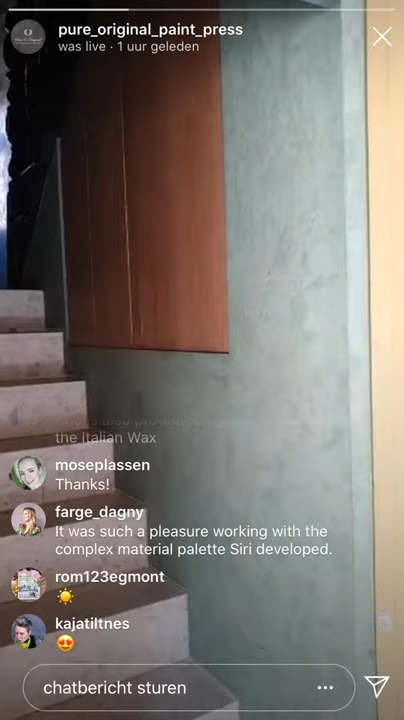 pure_original_paint_press
was live · 1 uur geleden
the Italian Wax
moseplassen
Thanks!
farge_dagny
It was such a pleasure working with the
complex material palette Siri developed.
rom123egmont
☀️
kajatiltnes
😍
chatbericht sturen